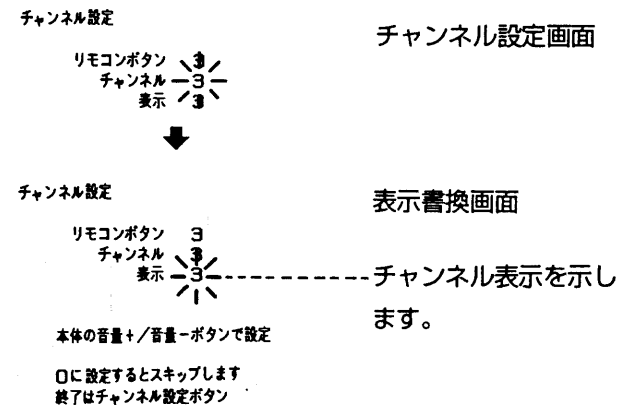 チャンネル設定
チャンネル設定画面
リモコンボタン 3
チャンネル 3
表示 3
チャンネル設定
表示書換画面
リモコンボタン 3
チャンネル 3
表示 3
チャンネル表示を示し
ます。
本体の音量+/音量-ボタンで設定
0に設定するとスキップします
終了はチャンネル設定ボタン